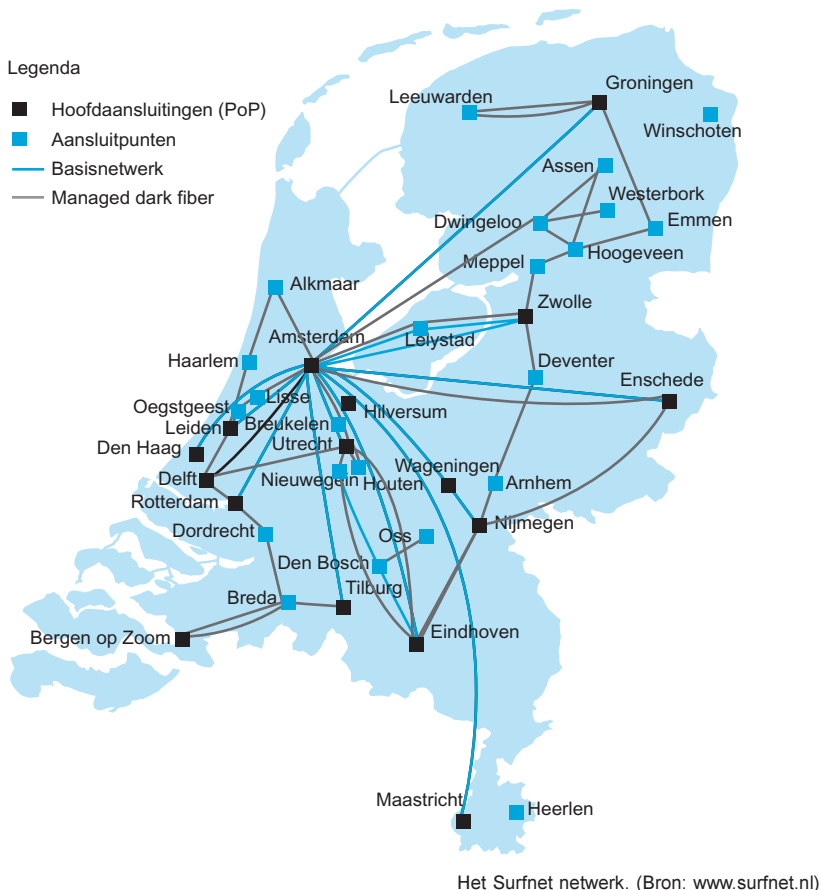 Legenda
Hoofdaansluitingen (PoP)
Aansluitpunten
Basisnetwerk
Managed dark fiber
Groningen
Leeuwarden
Winschoten
Assen
Westerbork
Dwingeloo
Emmen
Hoogeveen
Meppel
Alkmaar
Zwolle
Amsterdam
Lelystad
Haarlem
Deventer
Enschede
Lisse
Oegstgeest
Hilversum
Leiden
Breukelen
Den Haag
Utrecht
Wageningen
Delft
Nieuwegein
Houten
Arnhem
Rotterdam
Nijmegen
Dordrecht
Oss
Den Bosch
Tilburg
Breda
Eindhoven
Bergen op Zoom
Maastricht
Heerlen
Het Surfnet netwerk. (Bron: www.surfnet.nl)